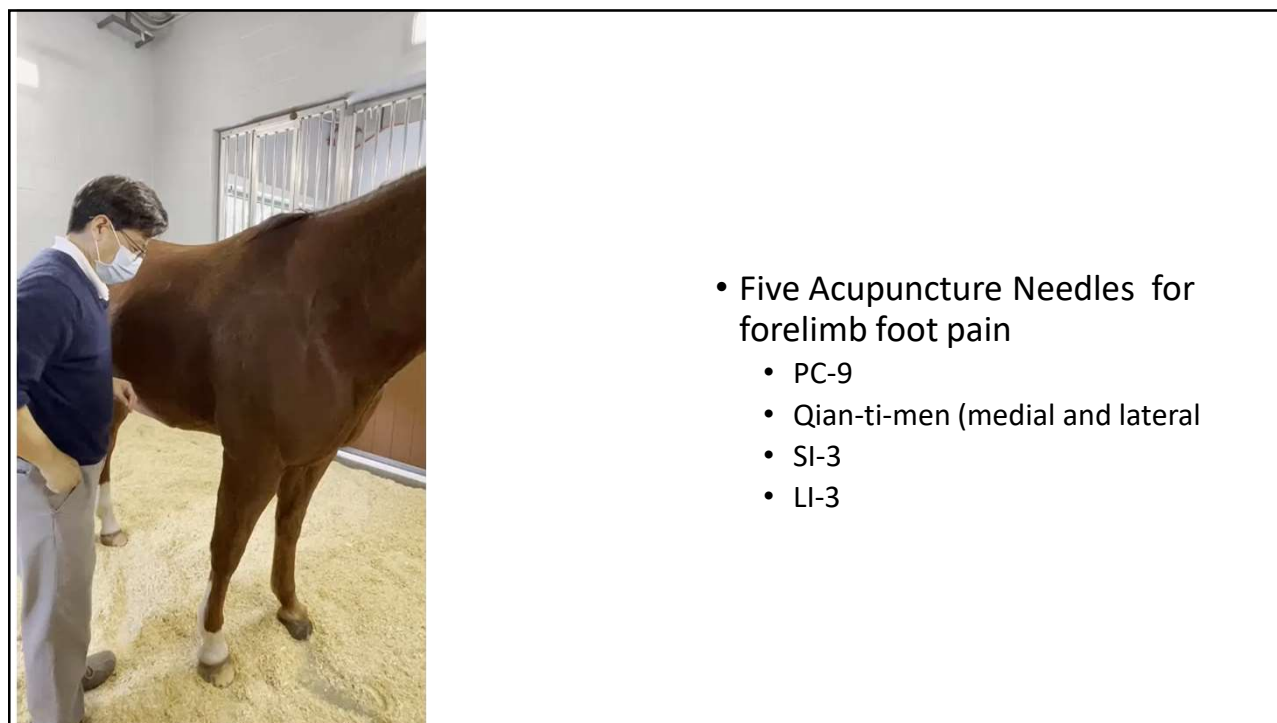 • Five Acupuncture Needles for
forelimb foot pain
• PC-9
• Qian-ti-men (medial and lateral
• SI-3
• LI-3